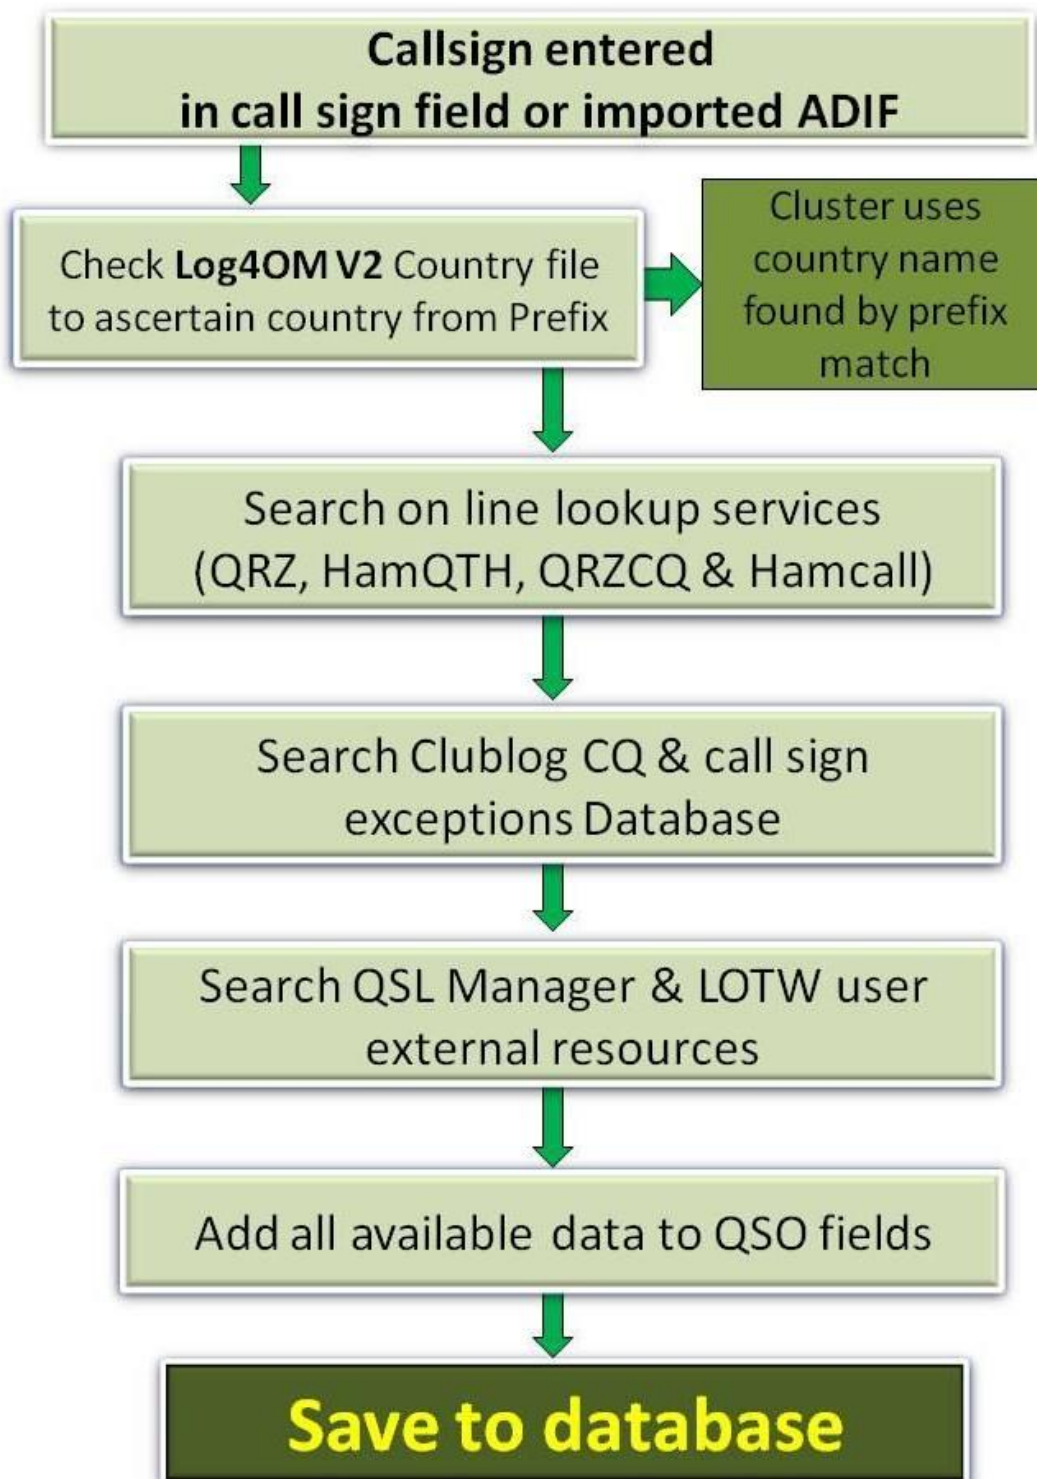 Callsign entered
in call sign field or imported ADIF
Check Log4OM V2 Country file
to ascertain country from Prefix
Cluster uses
country name
found by prefix
match
Search on line lookup services
(QRZ, HamQTH, QRZCQ & Hamcall)
Search Clublog CQ & call sign
exceptions Database
Search QSL Manager & LOTW user
external resources
Add all available data to QSO fields
Save to database